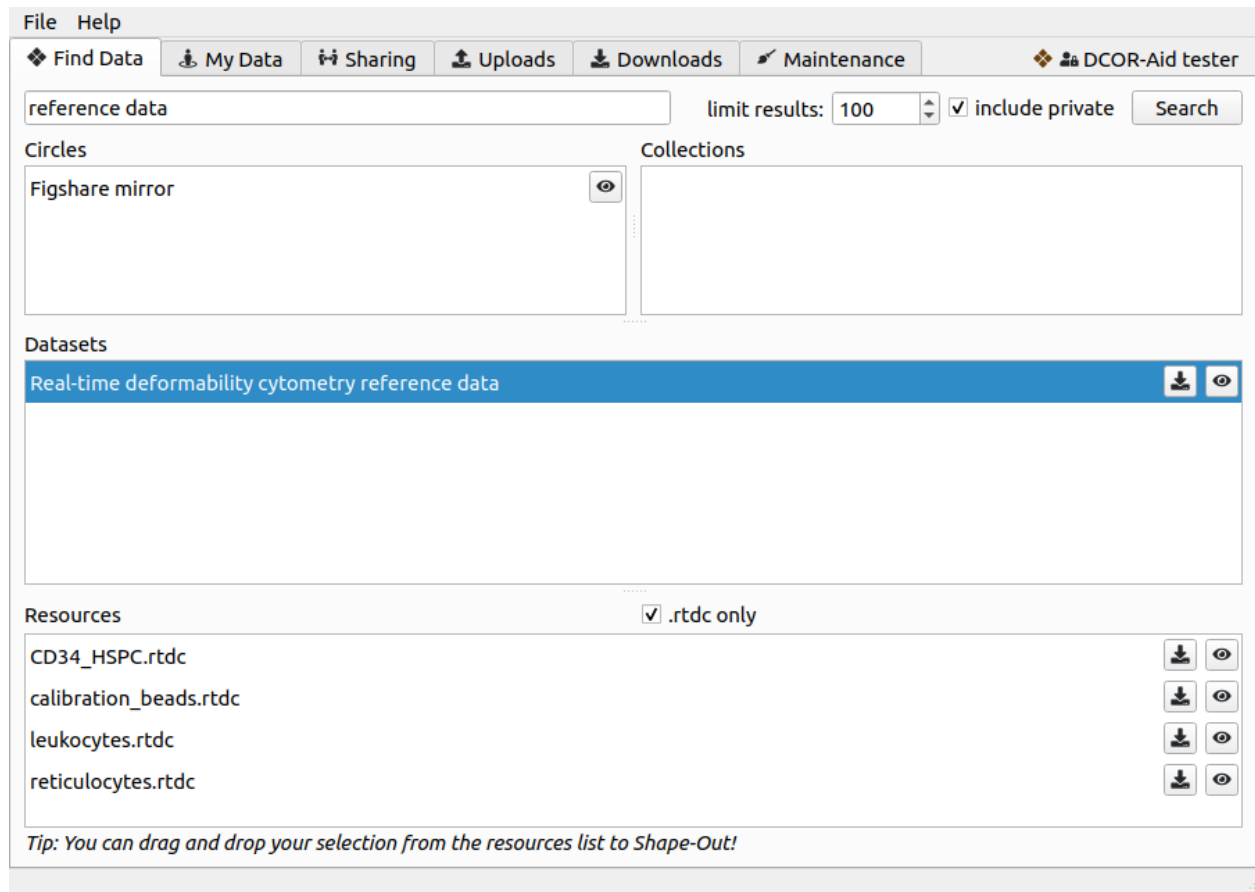 File Help
Find Data My Data Sharing Uploads Downloads Maintenance DCOR-Aid tester
reference data limit results: 100 include private Search
Circles Collections
Figshare mirror
Datasets
Real-time deformability cytometry reference data
Resources .rtdc only
CD34_HSPC.rtdc
calibration_beads.rtdc
leukocytes.rtdc
reticulocytes.rtdc
Tip: You can drag and drop your selection from the resources list to Shape-Out!